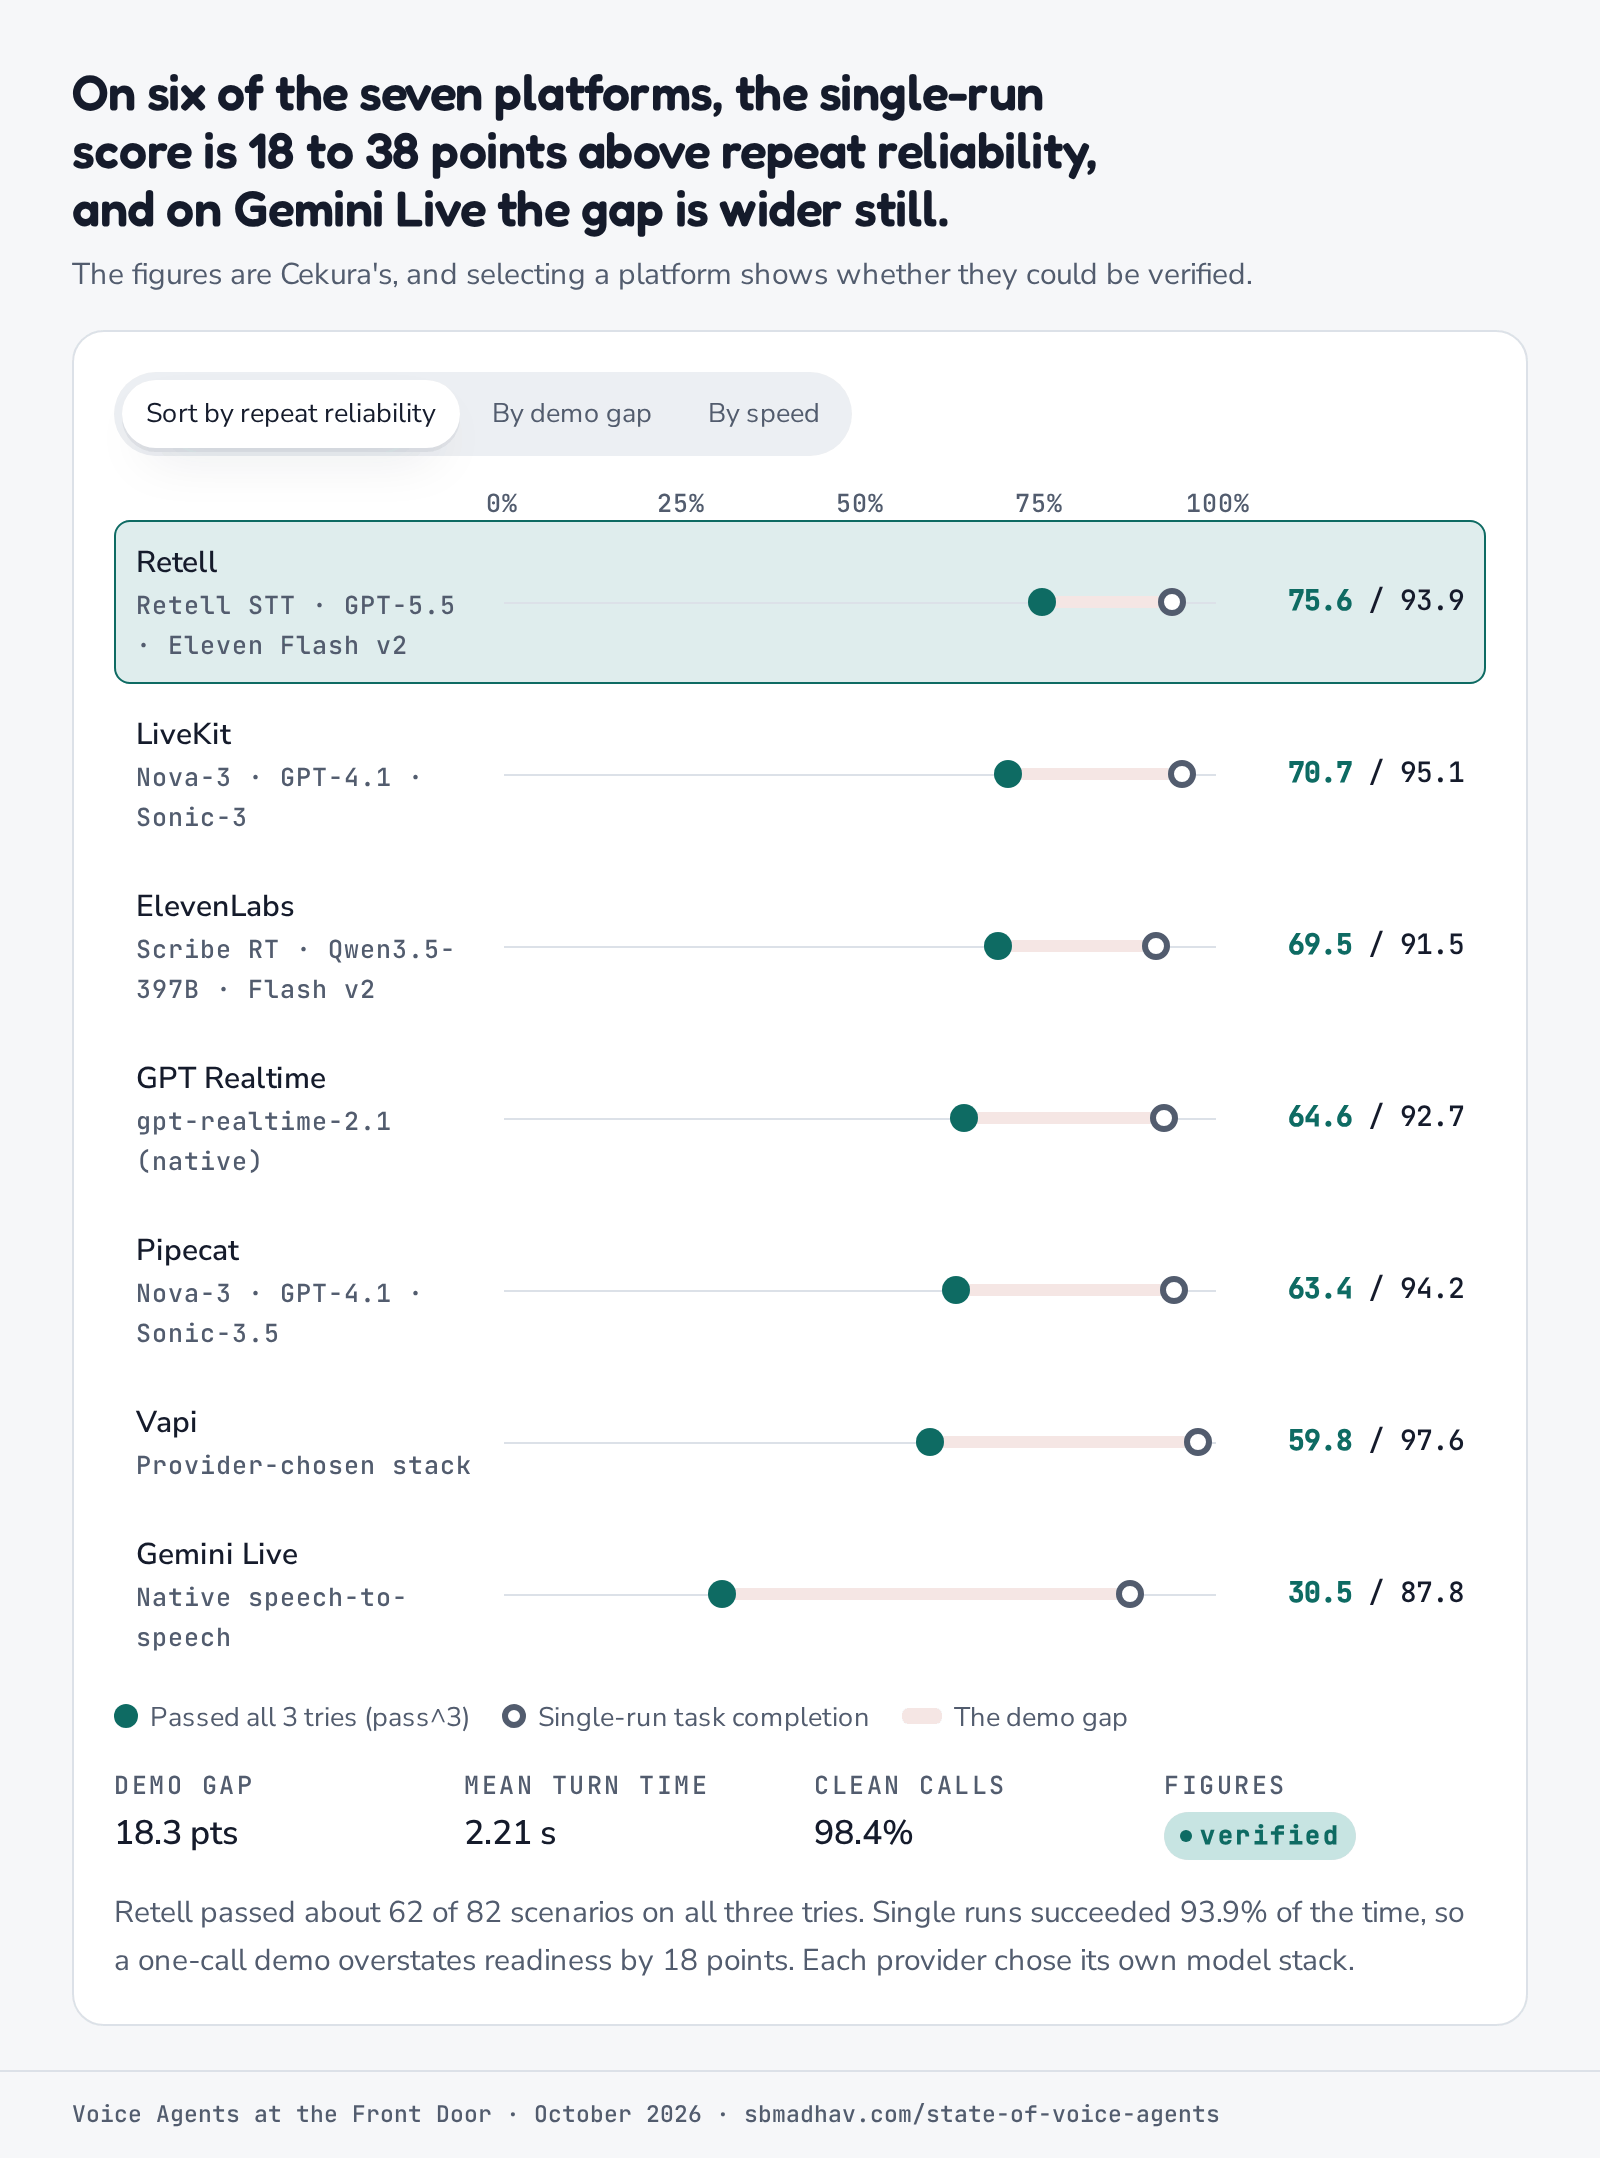 On six of the seven platforms, the single-run
score is 18 to 38 points above repeat reliability,
and on Gemini Live the gap is wider still.
The figures are Cekura's, and selecting a platform shows whether they could be verified.
Sort by repeat reliability
By demo gap
By speed
0%
25%
50%
75%
100%
Retell
Retell STT · GPT-5.5
· Eleven Flash v2
75.6 / 93.9
LiveKit
Nova-3 · GPT-4.1 ·
Sonic-3
70.7 / 95.1
ElevenLabs
Scribe RT · Qwen3.5-
397B · Flash v2
69.5 / 91.5
GPT Realtime
gpt-realtime-2.1
(native)
64.6 / 92.7
Pipecat
Nova-3 · GPT-4.1 ·
Sonic-3.5
63.4 / 94.2
Vapi
Provider-chosen stack
59.8 / 97.6
Gemini Live
Native speech-to-
speech
30.5 / 87.8
Passed all 3 tries (pass^3)
Single-run task completion
The demo gap
DEMO GAP
18.3 pts
MEAN TURN TIME
2.21 s
CLEAN CALLS
98.4%
FIGURES
verified
Retell passed about 62 of 82 scenarios on all three tries. Single runs succeeded 93.9% of the time, so
a one-call demo overstates readiness by 18 points. Each provider chose its own model stack.
Voice Agents at the Front Door · October 2026 · sbmadhav.com/state-of-voice-agents